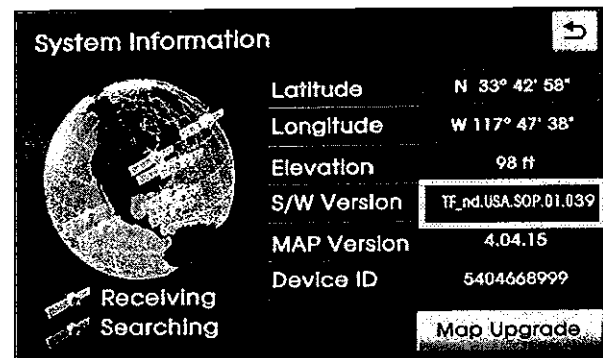 System Information
Latitude N 33° 42' 58"
Longitude W 117° 47' 38"
Elevation 98 ft
S/W Version TF_nd.USA.SOP.01.039
MAP Version 4.04.15
Device ID 5404668999
Receiving
Searching
Map Upgrade